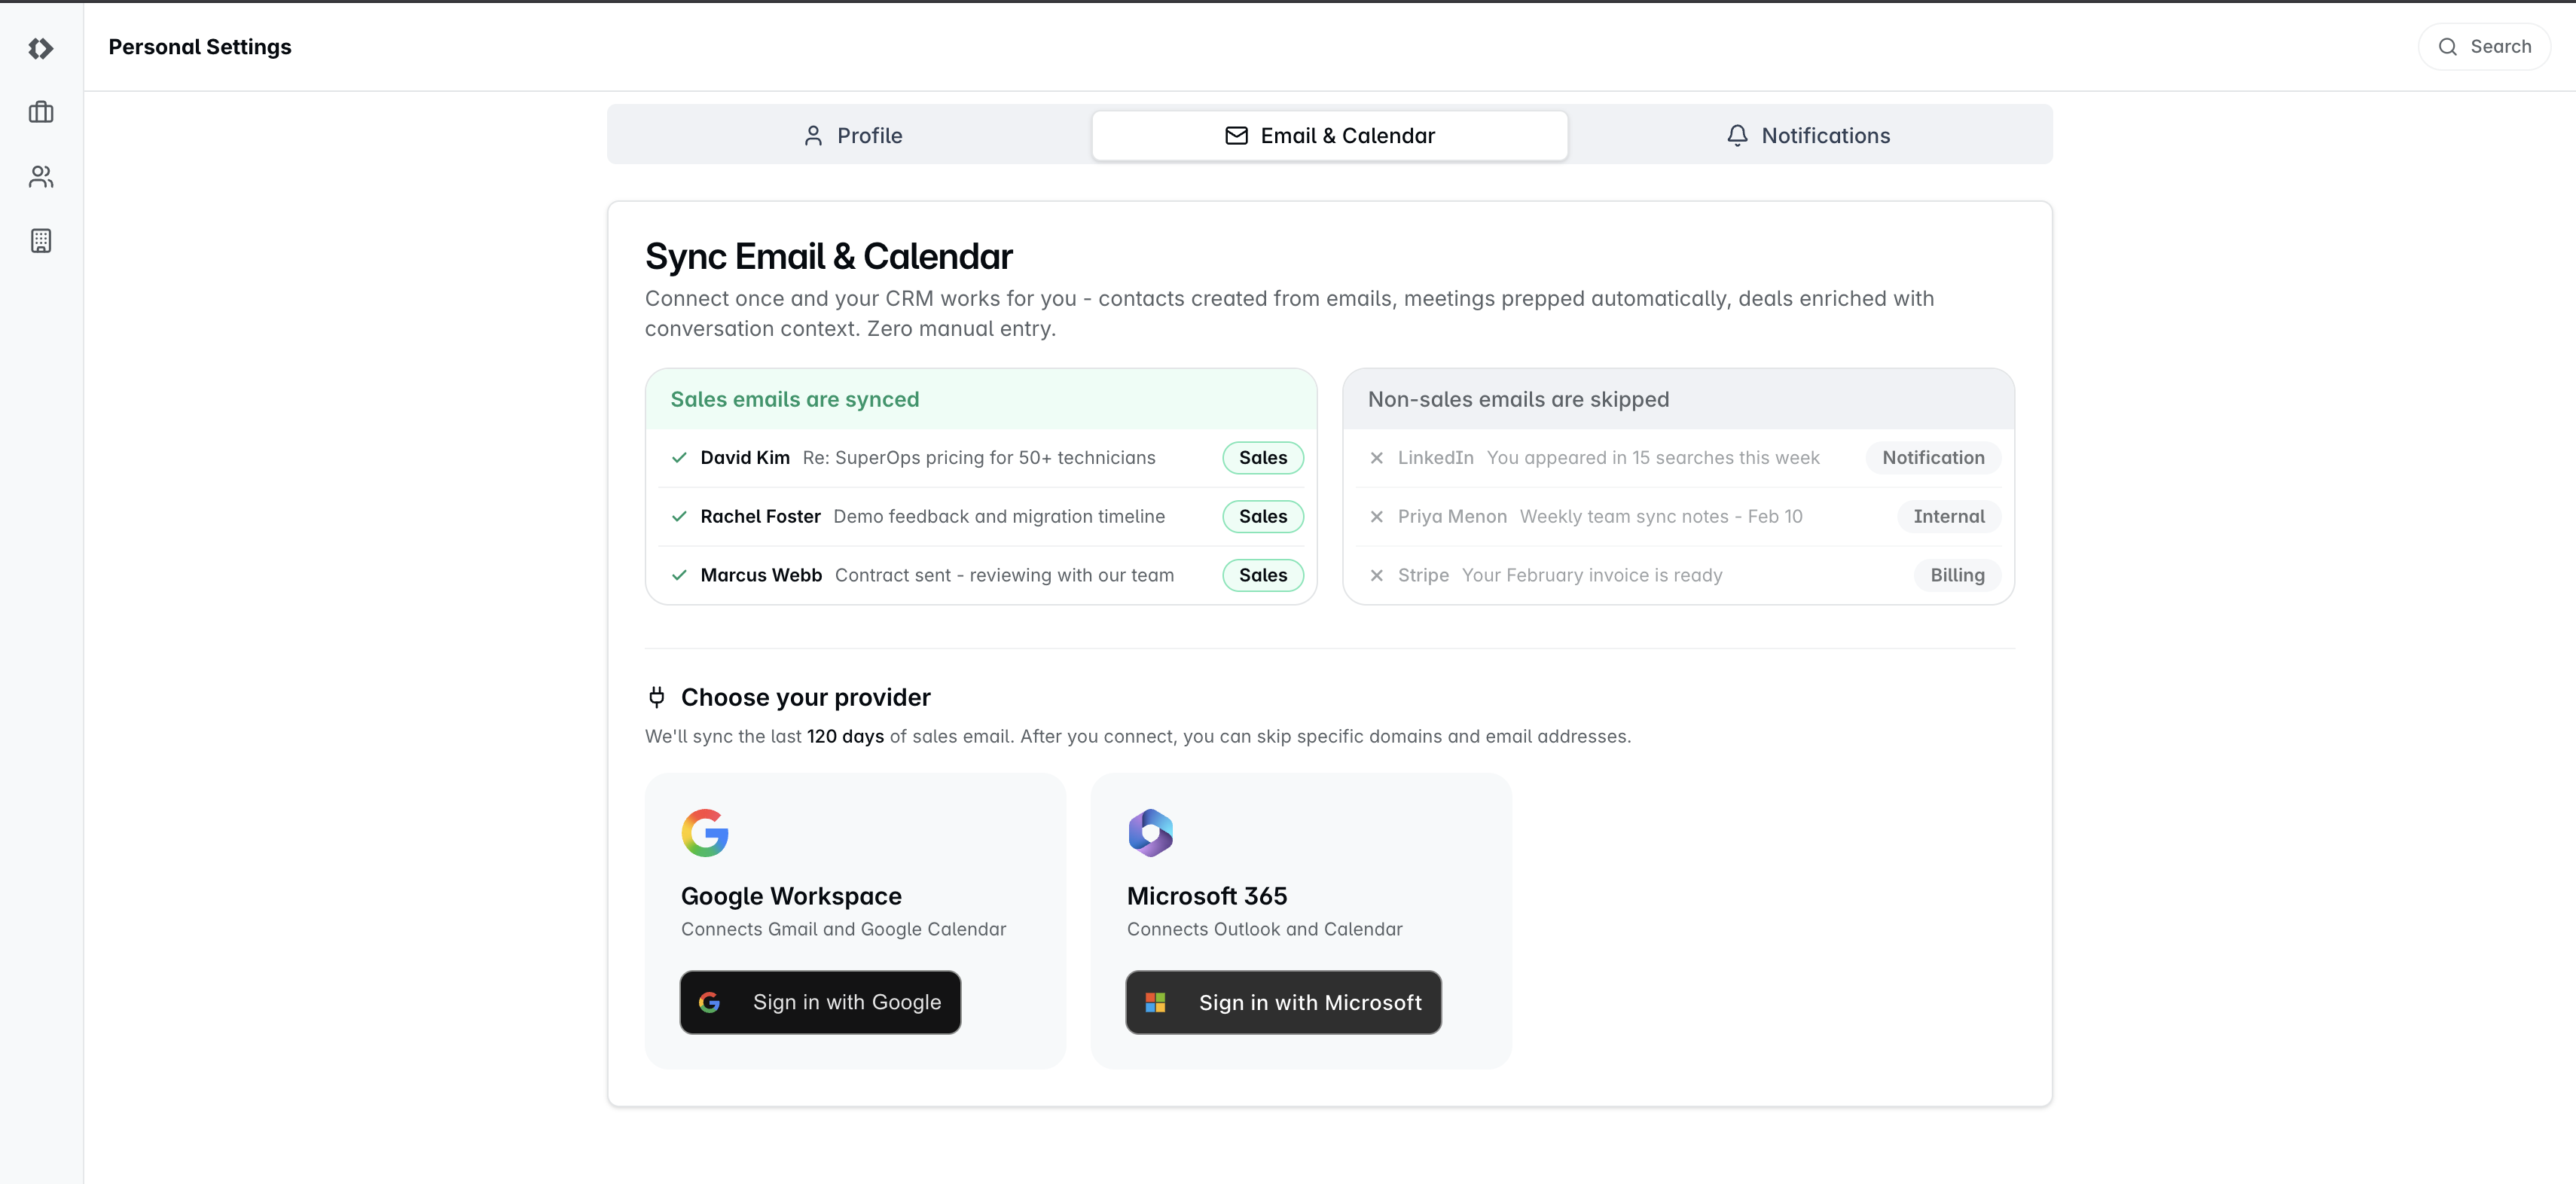 Personal Settings
Search
Profile
Email & Calendar
Notifications
Sync Email & Calendar
Connect once and your CRM works for you - contacts created from emails, meetings prepped automatically, deals enriched with
conversation context. Zero manual entry.
Sales emails are synced
David Kim Re: SuperOps pricing for 50+ technicians Sales
Rachel Foster Demo feedback and migration timeline Sales
Marcus Webb Contract sent - reviewing with our team Sales
Non-sales emails are skipped
LinkedIn You appeared in 15 searches this week Notification
Priya Menon Weekly team sync notes - Feb 10 Internal
Stripe Your February invoice is ready Billing
Choose your provider
We'll sync the last 120 days of sales email. After you connect, you can skip specific domains and email addresses.
Google Workspace
Connects Gmail and Google Calendar
Sign in with Google
Microsoft 365
Connects Outlook and Calendar
Sign in with Microsoft